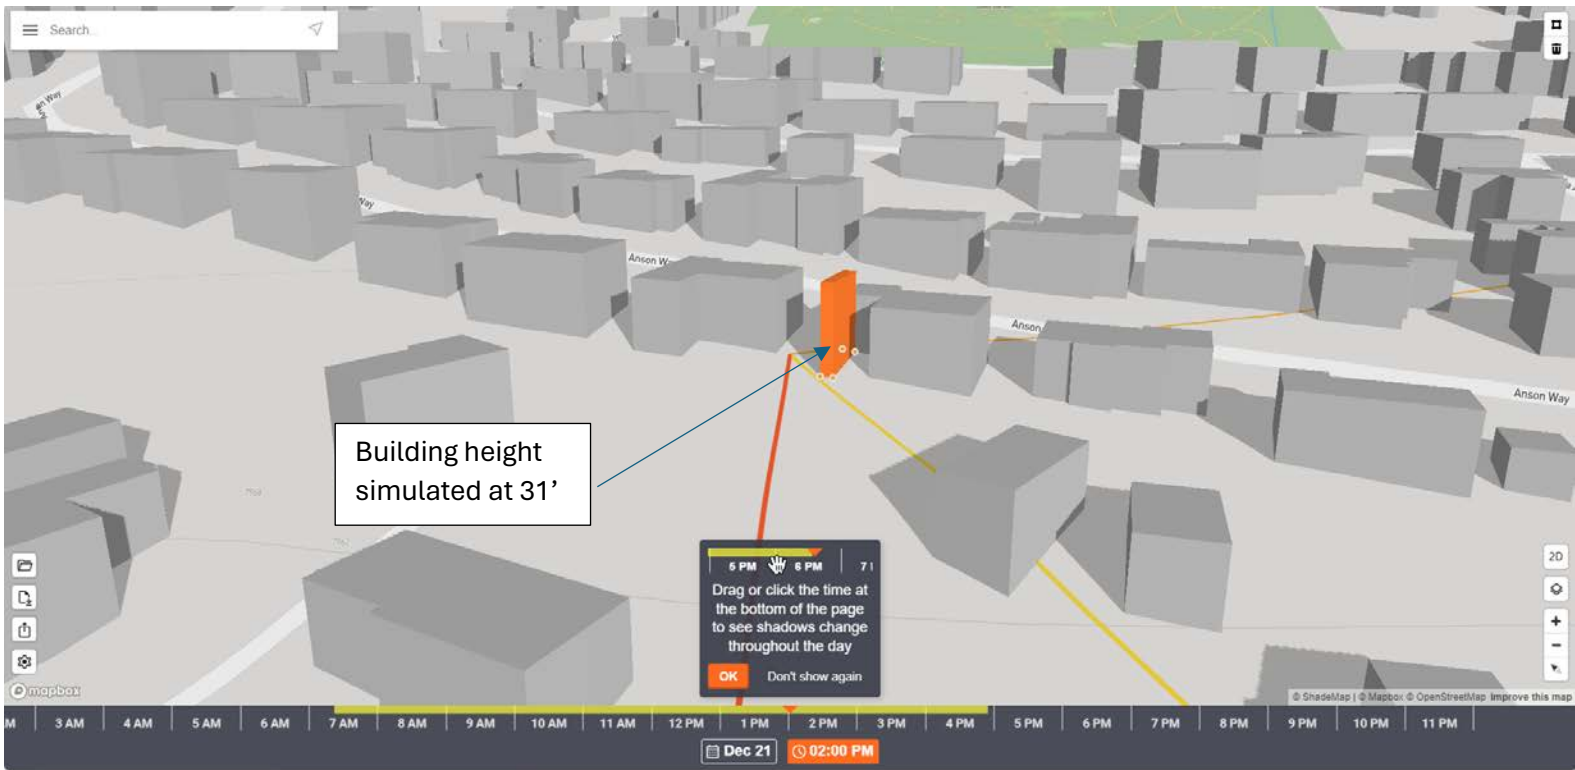 Search...
Way
Anson W
Anson
Anson Way
Building height
simulated at 31’
5 PM
6 PM
7
Drag or click the time at
the bottom of the page
to see shadows change
throughout the day
OK
Don't show again
2D
mapbox
© ShadeMap | © Mapbox © OpenStreetMap Improve this map
M 3 AM 4 AM 5 AM 6 AM 7 AM 8 AM 9 AM 10 AM 11 AM 12 PM 1 PM 2 PM 3 PM 4 PM 5 PM 6 PM 7 PM 8 PM 9 PM 10 PM 11 PM
Dec 21
02:00 PM